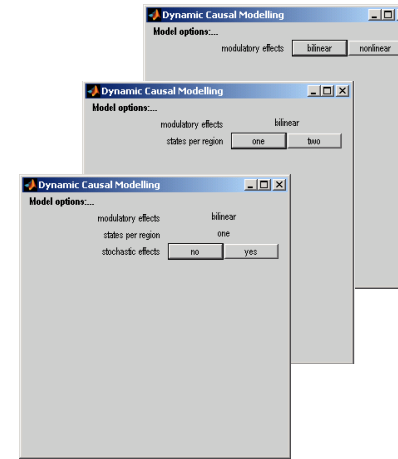 Dynamic Causal Modelling
Model options:...
modulatory effects bilinear nonlinear
Dynamic Causal Modelling
Model options:...
modulatory effects bilinear
states per region one two
Dynamic Causal Modelling
Model options:...
modulatory effects bilinear
states per region one
stochastic effects no yes